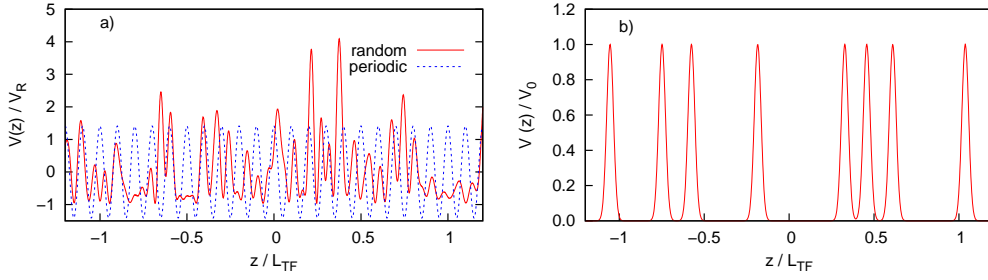 a)
random
periodic
V(z) / V_R
5
4
3
2
1
0
−1
−1 −0.5 0 0.5 1
z / L_TF
b)
V (z) / V_0
1.2
1.0
0.8
0.6
0.4
0.2
0.0
−1 −0.5 0 0.5 1
z / L_TF